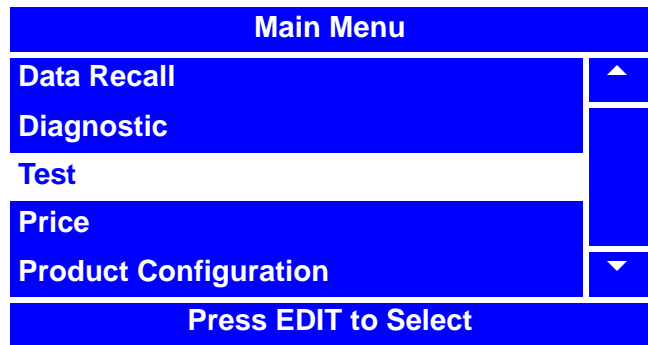 Main Menu
Data Recall
Diagnostic
Test
Price
Product Configuration
Press EDIT to Select